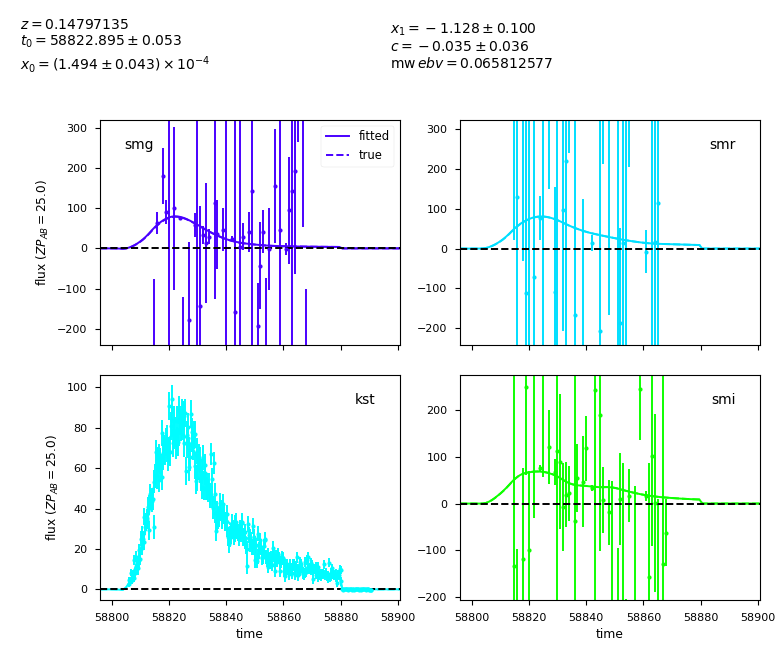 z = 0.14797135
t₀ = 58822.895 ± 0.053
x₀ = (1.494 ± 0.043) × 10⁻⁴
x₁ = −1.128 ± 0.100
c = −0.035 ± 0.036
mw ebv = 0.065812577
smg
fitted
true
300
200
100
0
−100
−200
flux (ZP_AB = 25.0)
smr
300
200
100
0
−100
−200
kst
100
80
60
40
20
0
flux (ZP_AB = 25.0)
58800 58820 58840 58860 58880 58900
time
smi
200
100
0
−100
−200
58800 58820 58840 58860 58880 58900
time